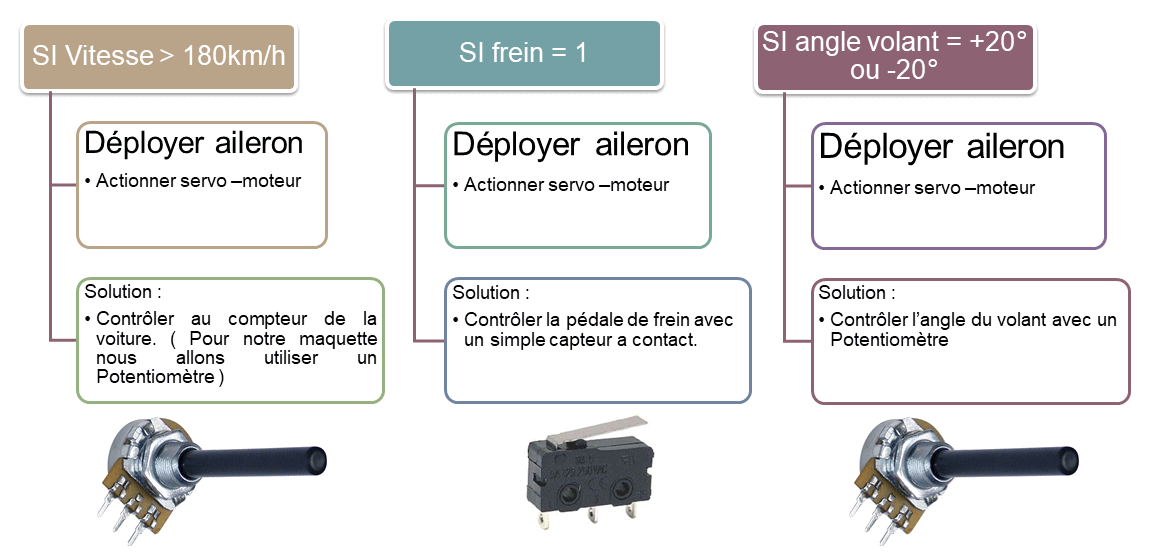 SI Vitesse > 180km/h
Déployer aileron
• Actionner servo –moteur
Solution :
• Contrôler au compteur de la
voiture. ( Pour notre maquette
nous allons utiliser un
Potentiomètre )
SI frein = 1
Déployer aileron
• Actionner servo –moteur
Solution :
• Contrôler la pédale de frein avec
un simple capteur a contact.
SI angle volant = +20°
ou -20°
Déployer aileron
• Actionner servo –moteur
Solution :
• Contrôler l’angle du volant avec un
Potentiomètre